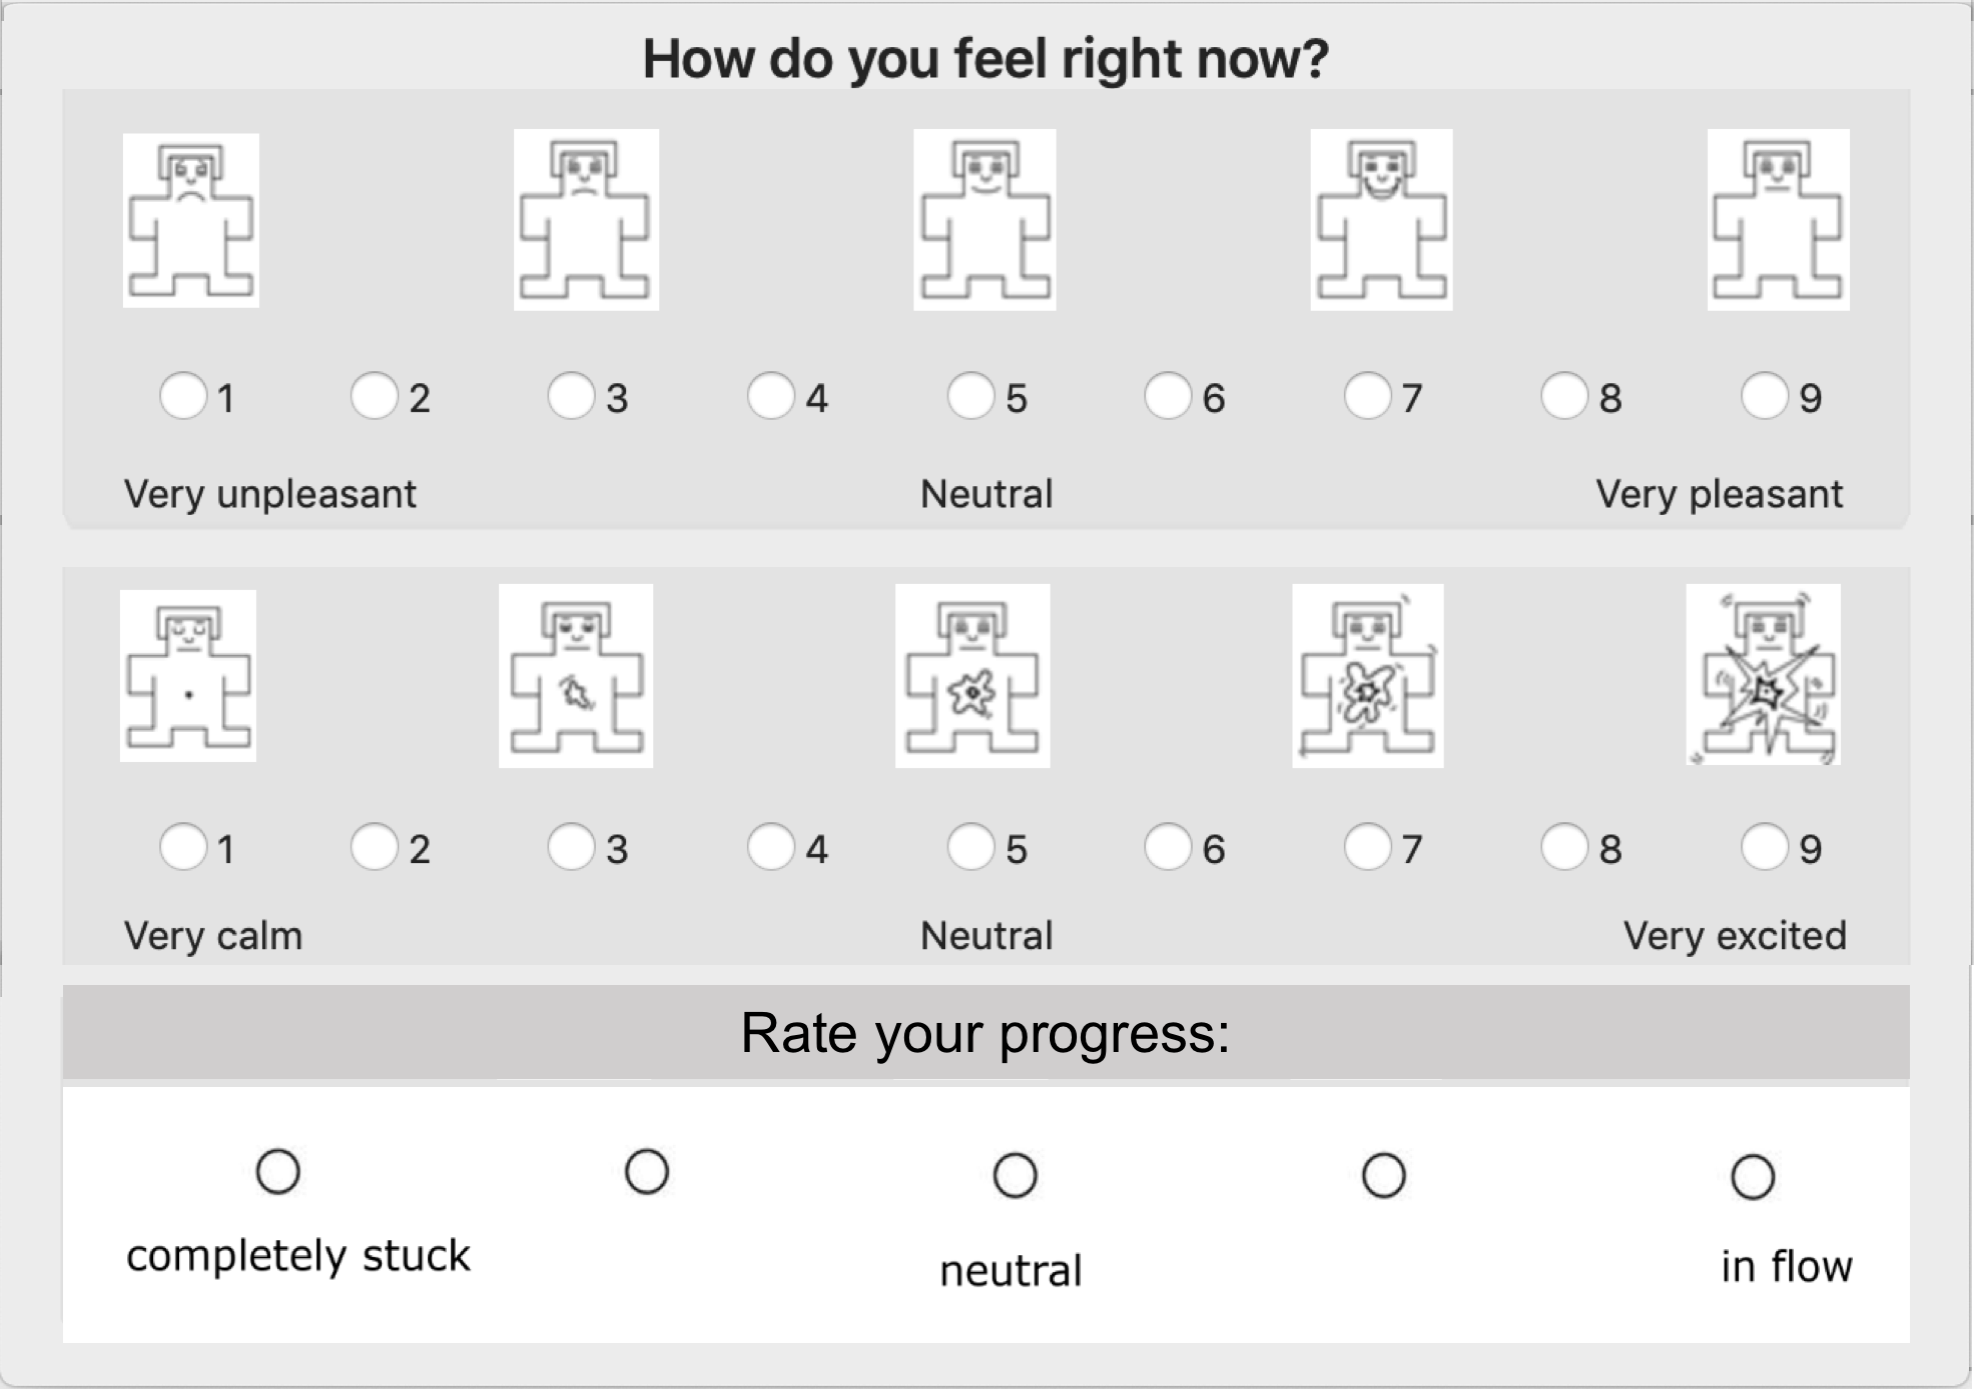 How do you feel right now?
1 2 3 4 5 6 7 8 9
Very unpleasant Neutral Very pleasant
1 2 3 4 5 6 7 8 9
Very calm Neutral Very excited
Rate your progress:
completely stuck neutral in flow